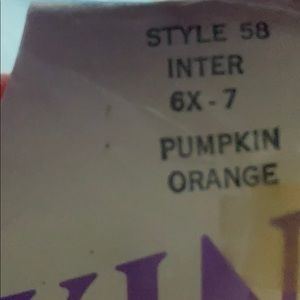 STYLE 58
INTER
6X - 7
PUMPKIN
ORANGE